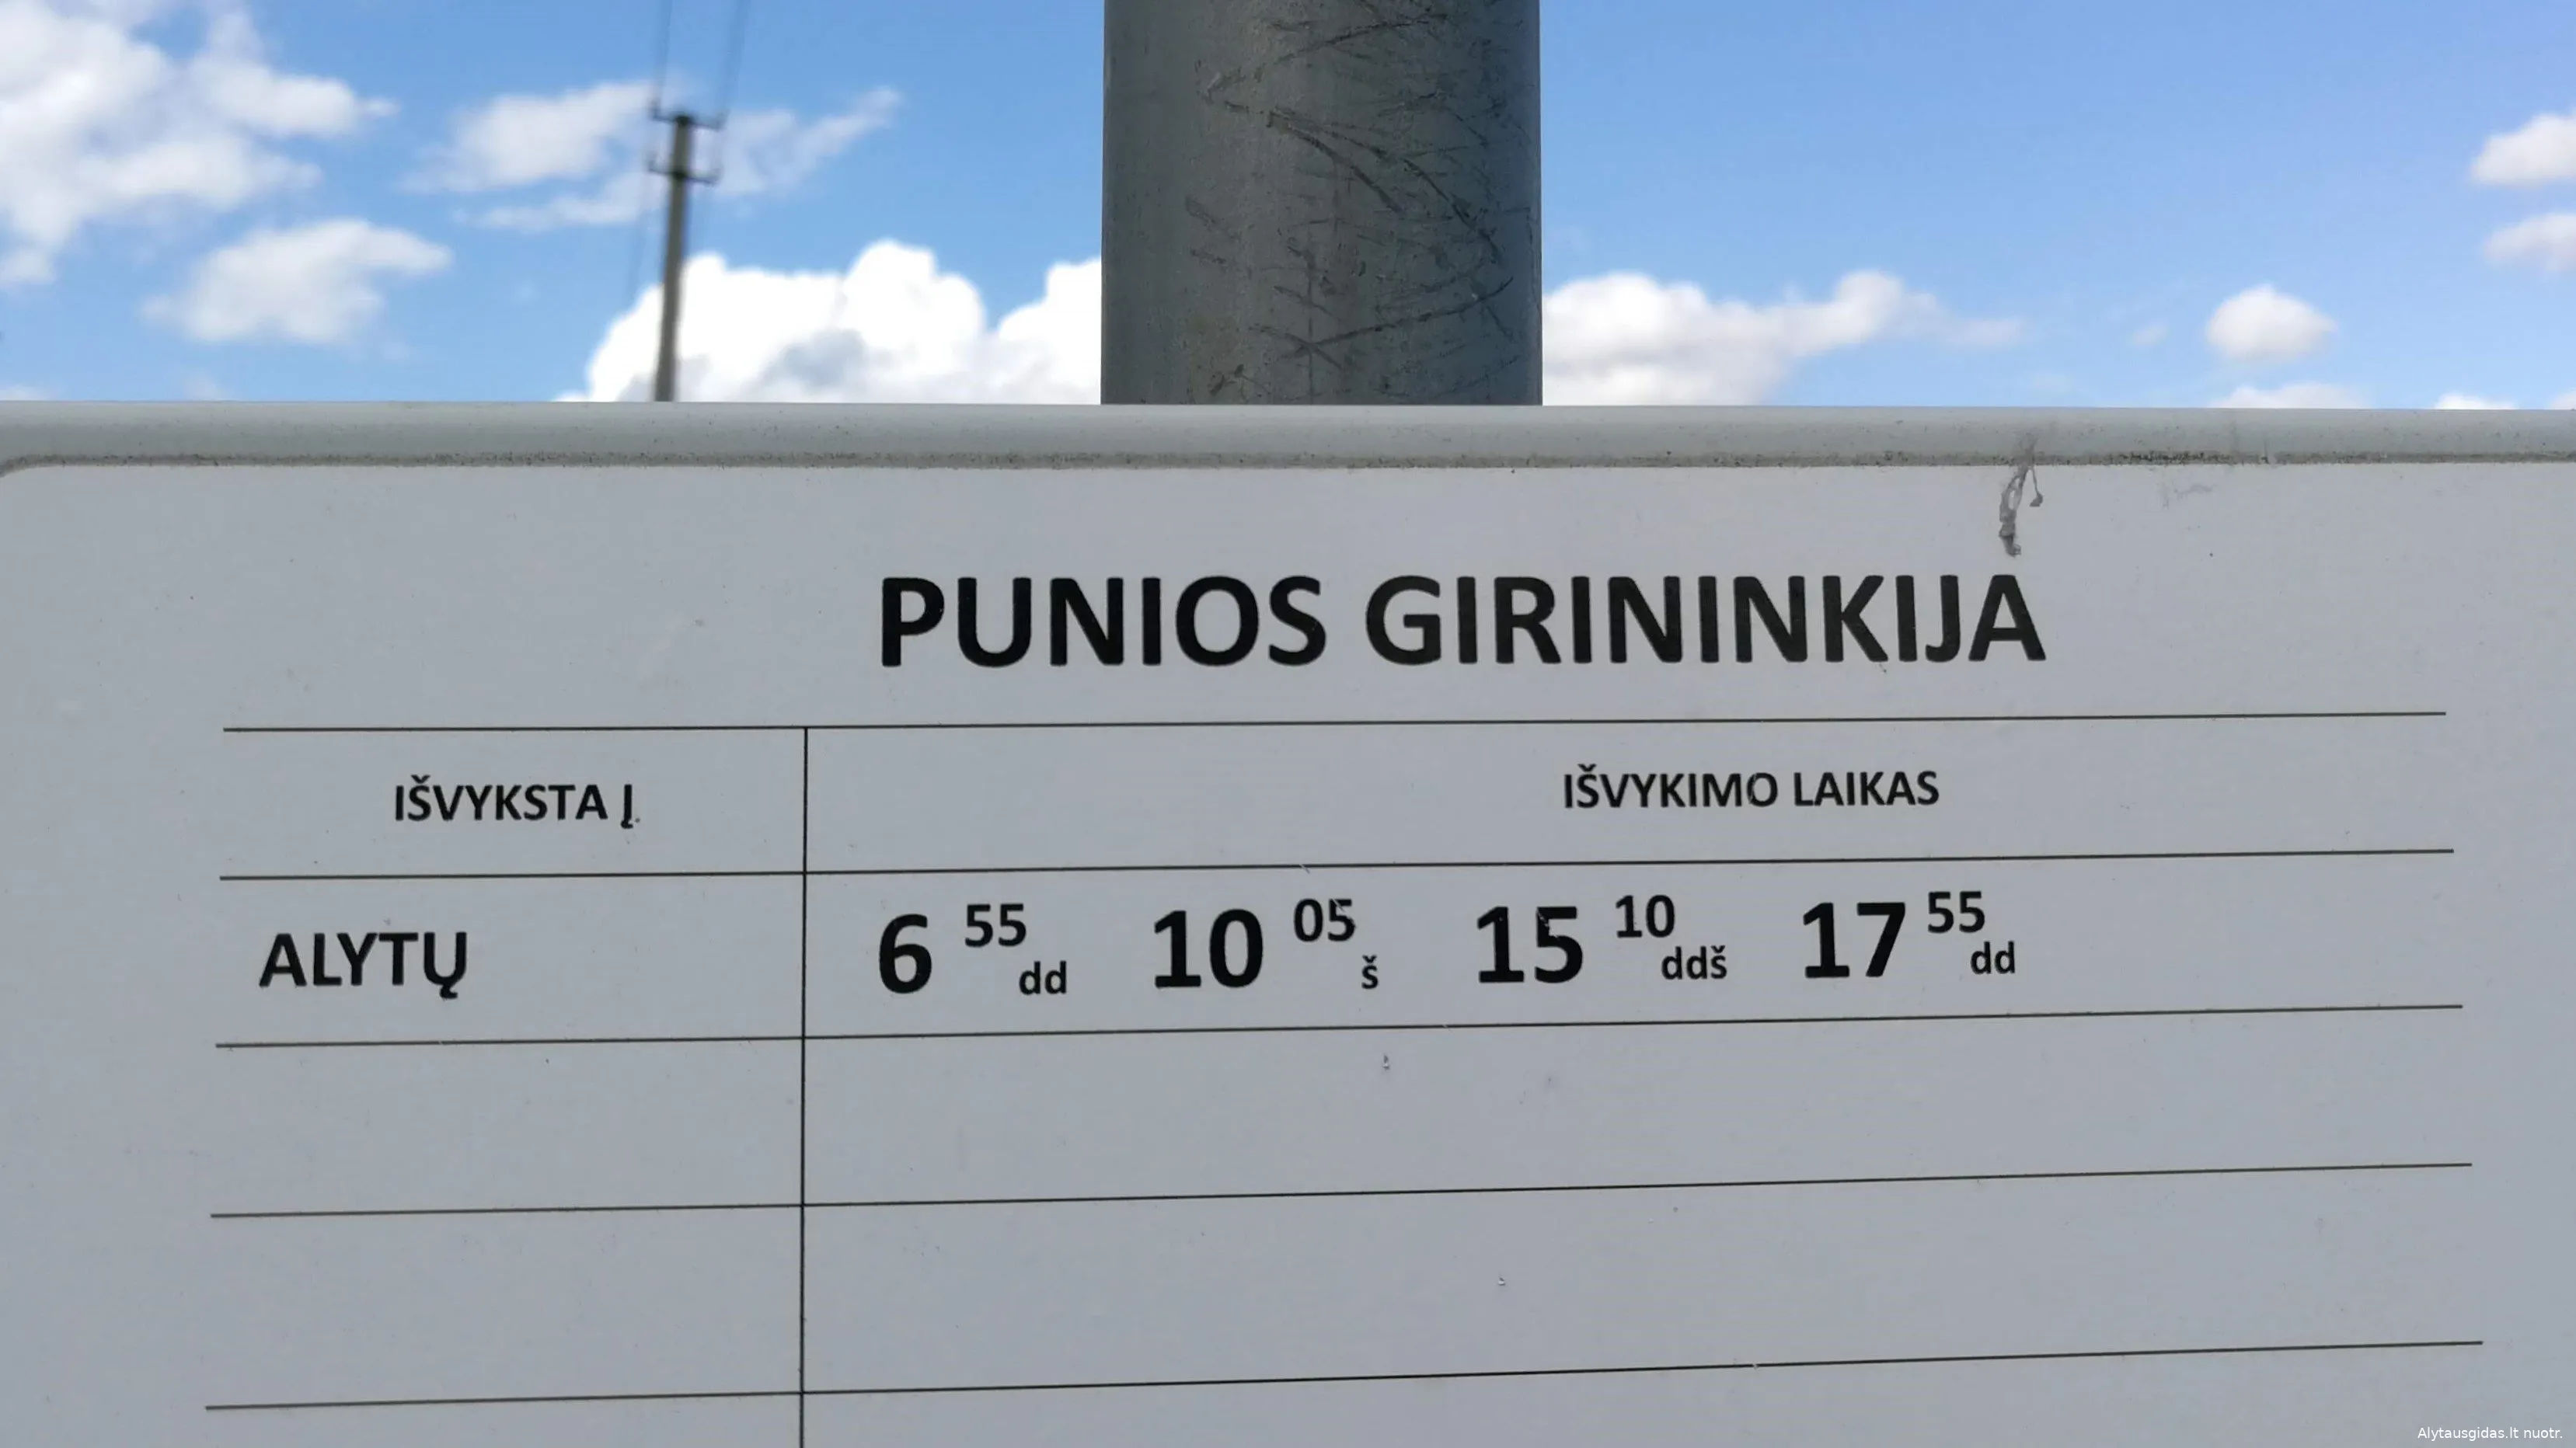 PUNIOS GIRININKIJA
IŠVYKSTA Į IŠVYKIMO LAIKAS
ALYTŲ 6 55 dd 10 05 š 15 10 ddš 17 55 dd
Alytausgidas.lt nuotr.